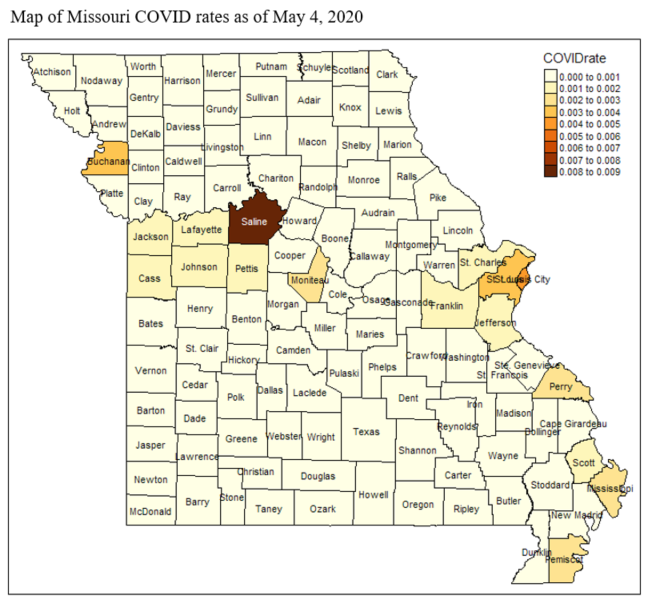 Map of Missouri COVID rates as of May 4, 2020
COVIDrate
0.000 to 0.001
0.001 to 0.002
0.002 to 0.003
0.003 to 0.004
0.004 to 0.005
0.005 to 0.006
0.006 to 0.007
0.007 to 0.008
0.008 to 0.009
Atchison
Nodaway
Worth
Harrison
Mercer
Putnam
Schuyler
Scotland
Clark
Holt
Gentry
Grundy
Sullivan
Adair
Knox
Lewis
Andrew
DeKalb
Daviess
Livingston
Linn
Macon
Shelby
Marion
Buchanan
Clinton
Caldwell
Chariton
Randolph
Monroe
Ralls
Platte
Clay
Ray
Carroll
Pike
Jackson
Lafayette
Saline
Howard
Boone
Audrain
Callaway
Montgomery
Lincoln
Warren
St. Charles
Cass
Johnson
Pettis
Cooper
Moniteau
St. Louis City
Cole
Osage
Gasconade
Franklin
Jefferson
Bates
Henry
Benton
Morgan
Miller
Maries
St. Clair
Hickory
Camden
Pulaski
Phelps
Crawford
Washington
Ste. Genevieve
St Francois
Perry
Vernon
Cedar
Polk
Dallas
Laclede
Dent
Iron
Madison
Cape Girardeau
Bollinger
Barton
Dade
Greene
Webster
Wright
Texas
Reynolds
Shannon
Wayne
Scott
Jasper
Lawrence
Christian
Douglas
Carter
Stoddard
Mississippi
Newton
McDonald
Barry
Stone
Taney
Ozark
Howell
Oregon
Ripley
Butler
New Madrid
Dunklin
Pemiscot